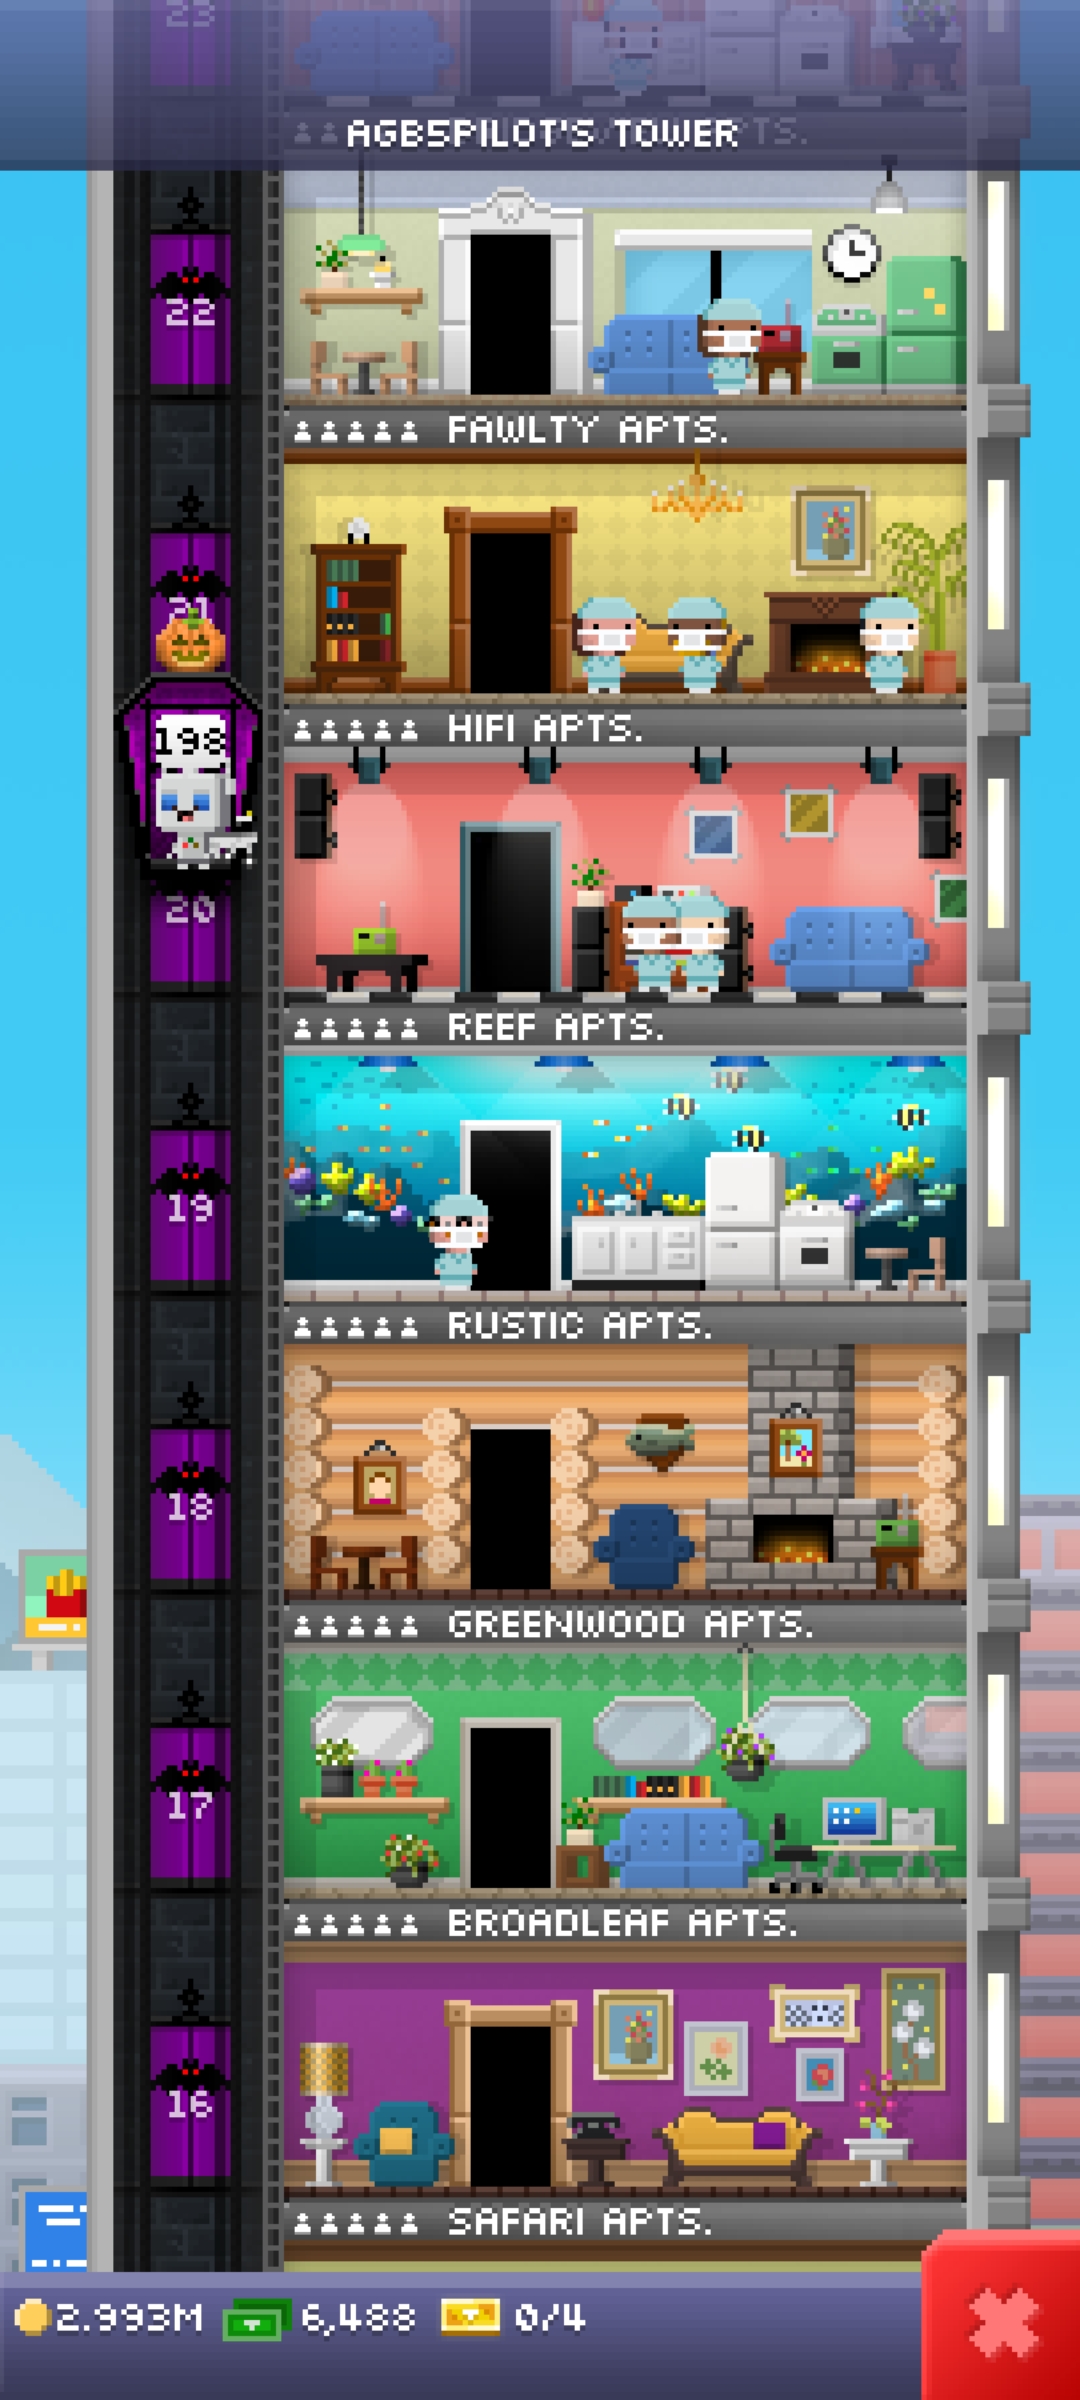 23
AGB5PILOT'S TOWER
22
FAWLTY APTS.
21
HIFI APTS.
198
20
REEF APTS.
19
RUSTIC APTS.
18
GREENWOOD APTS.
17
BROADLEAF APTS.
16
SAFARI APTS.
2.993M 6,488 0/4